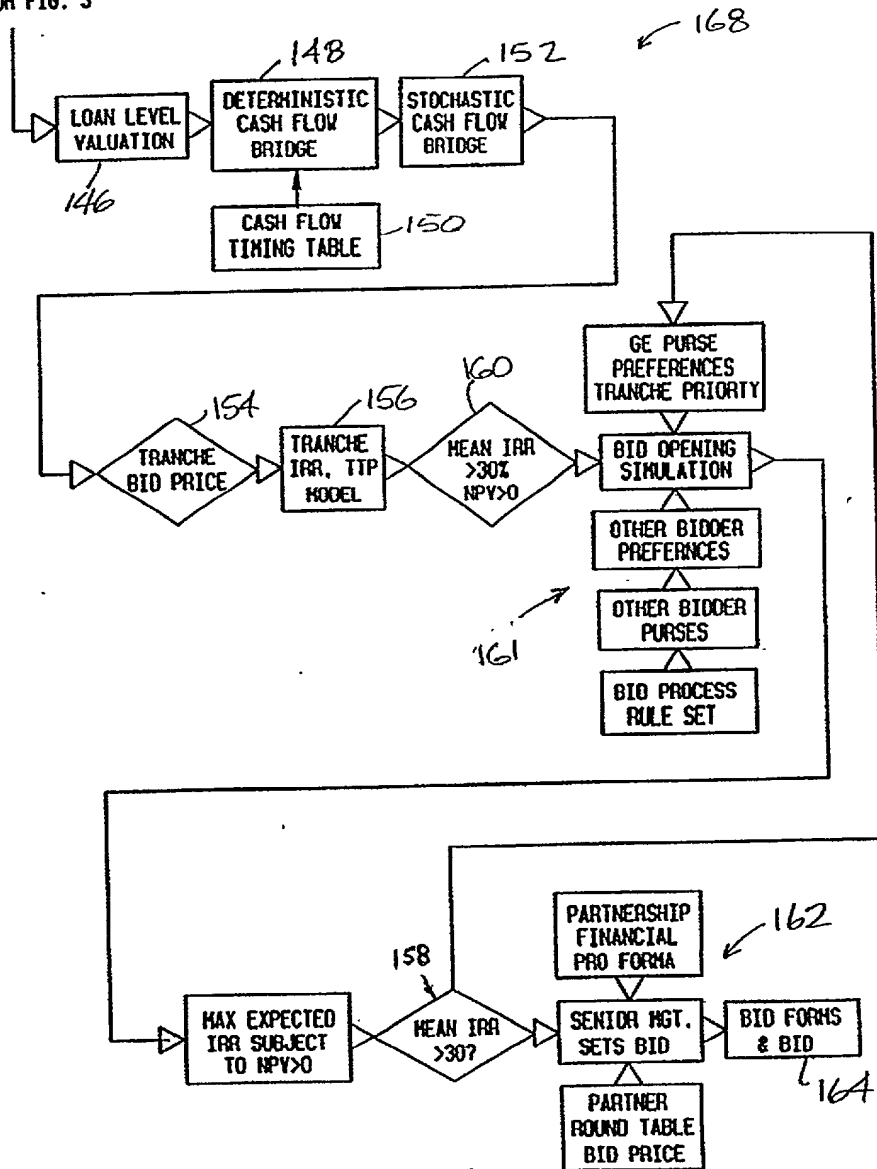 OR FIG. 3
168
148
152
LOAN LEVEL
VALUATION
DETERMINISTIC
CASH FLOW
BRIDGE
STOCHASTIC
CASH FLOW
BRIDGE
146
CASH FLOW
TIMING TABLE
150
GE PURSE
PREFERENCES
TRANCHE PRIORTY
160
154
156
TRANCHE
BID PRICE
TRANCHE
IRR, TTP
MODEL
MEAN IRR
>30%
NPV>0
BID OPENING
SIMULATION
OTHER BIDDER
PREFERNCES
OTHER BIDDER
PURSES
161
BID PROCESS
RULE SET
PARTNERSHIP
FINANCIAL
PRO FORMA
162
158
MAX EXPECTED
IRR SUBJECT
TO NPV>0
MEAN IRR
>30?
SENIOR MGT.
SETS BID
BID FORMS
& BID
164
PARTNER
ROUND TABLE
BID PRICE